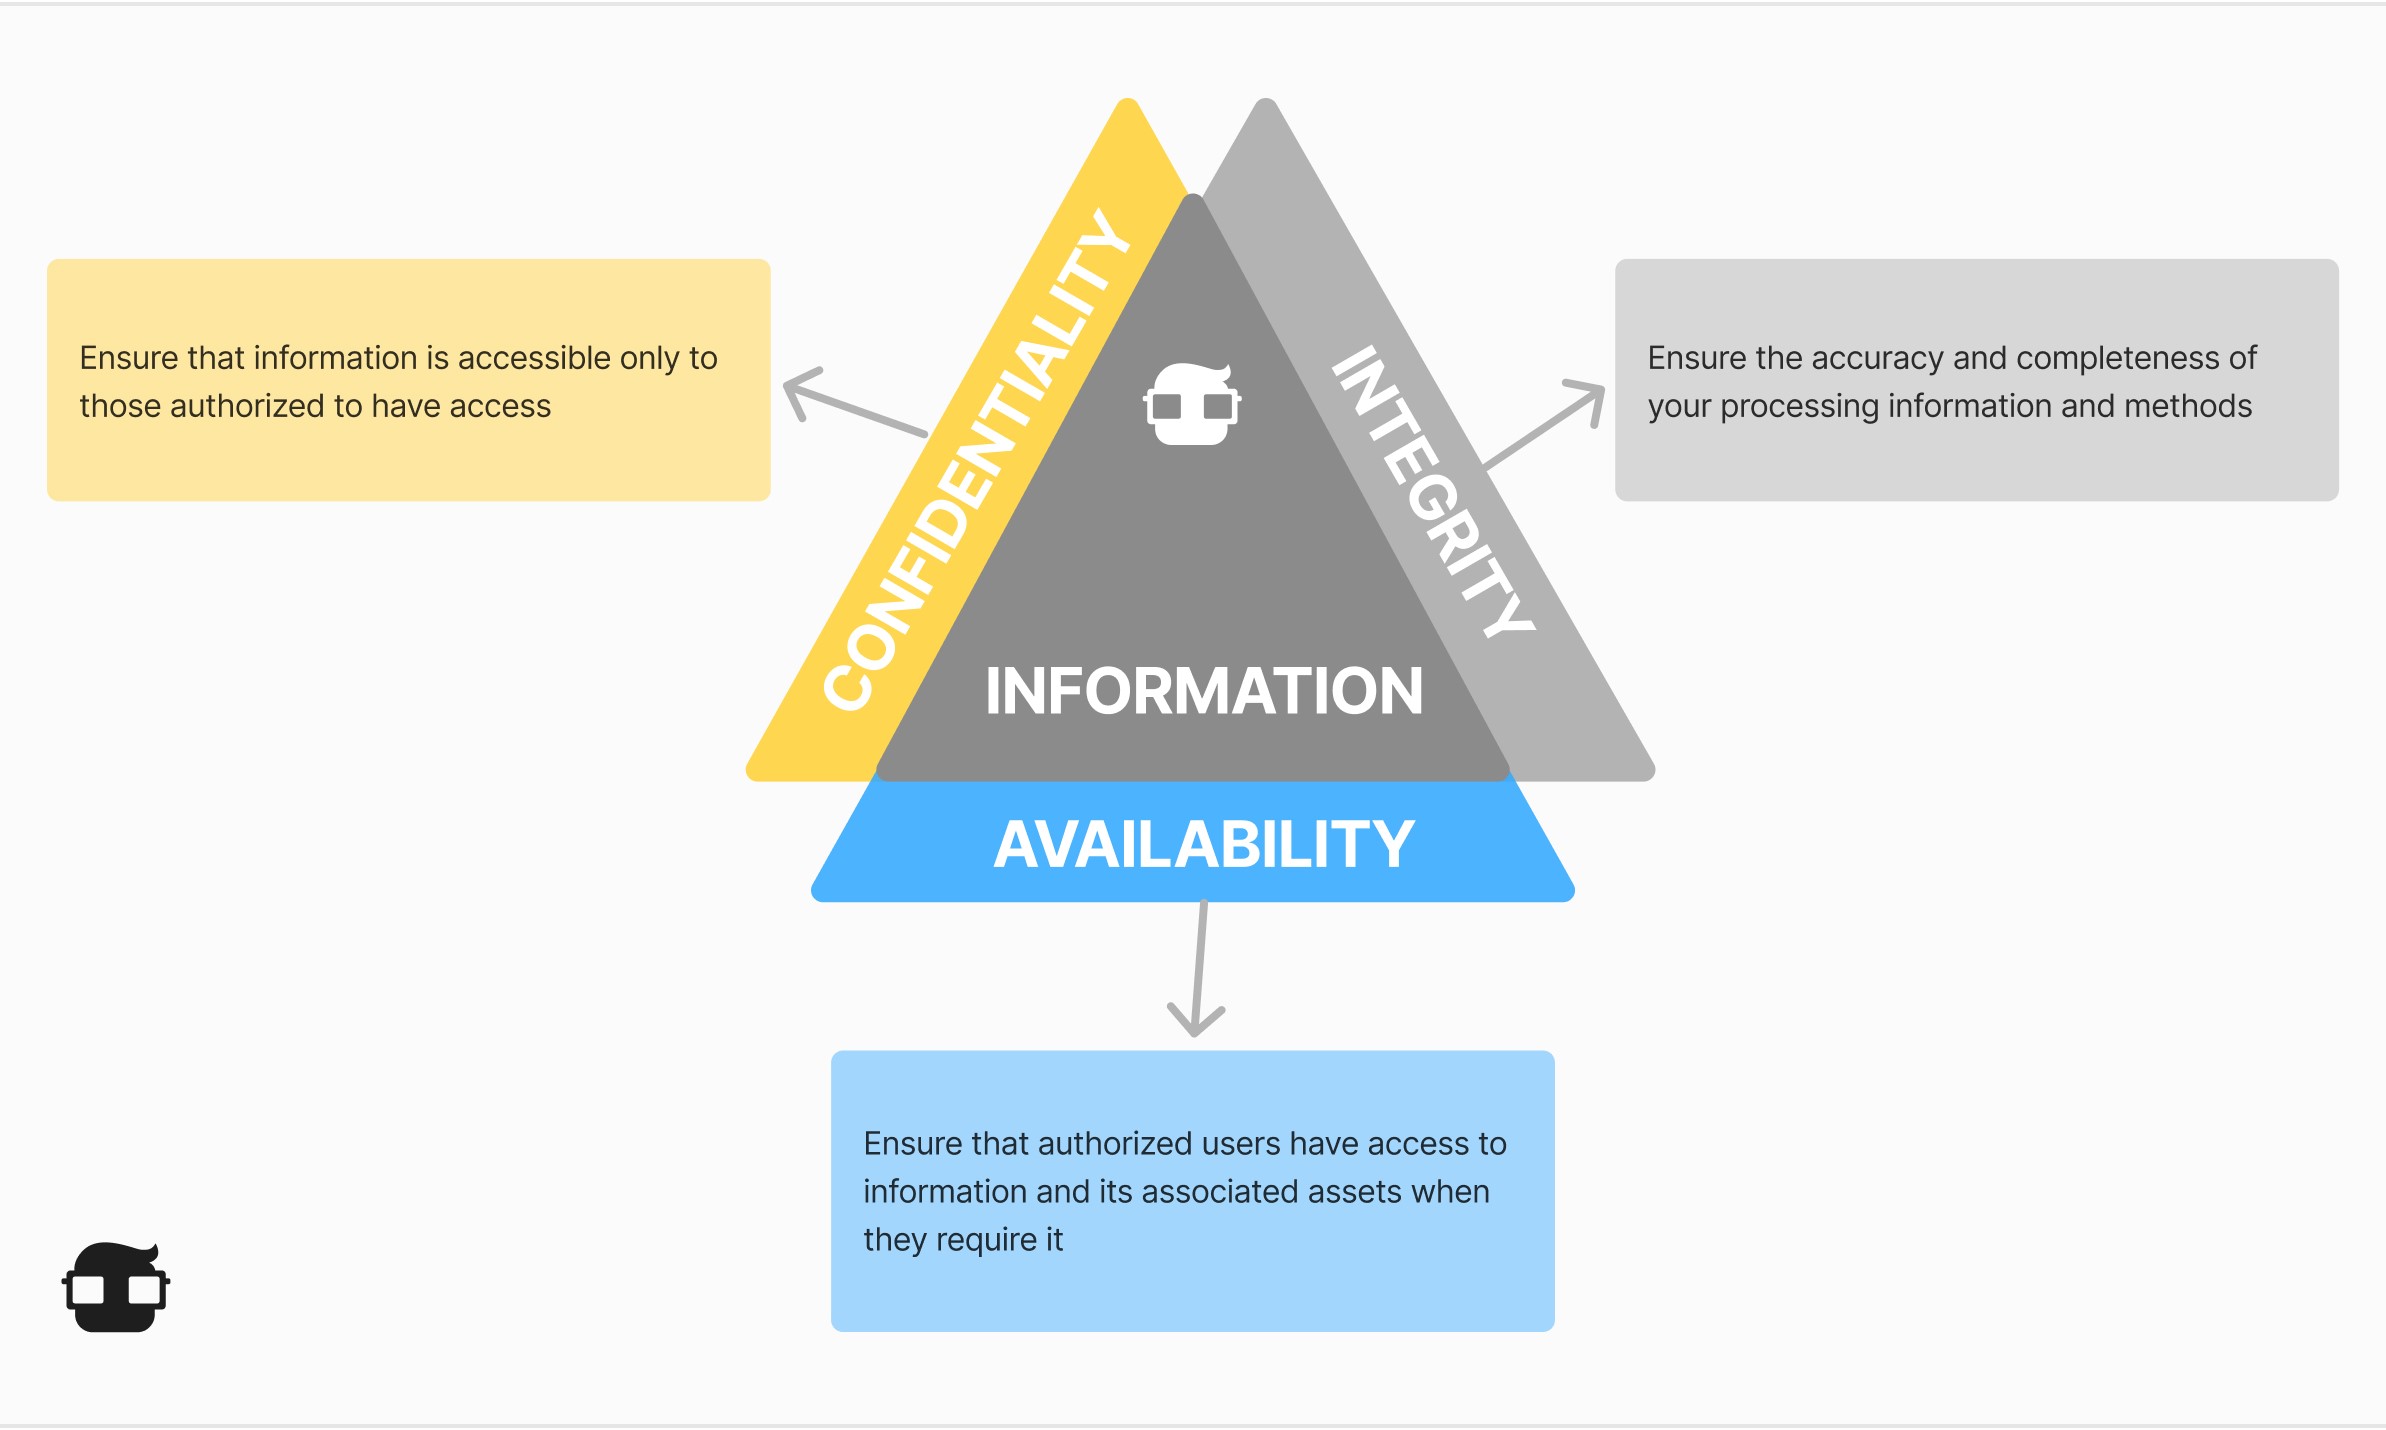 CONFIDENTIALITY
Ensure that information is accessible only to
those authorized to have access
INTEGRITY
Ensure the accuracy and completeness of
your processing information and methods
INFORMATION
AVAILABILITY
Ensure that authorized users have access to
information and its associated assets when
they require it